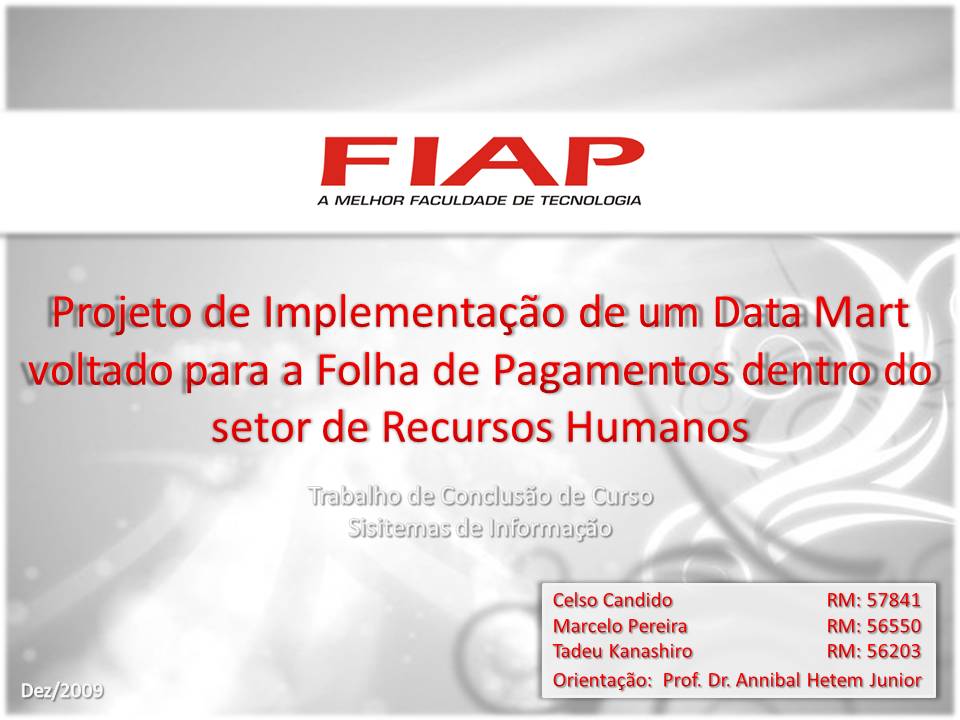 FIAP
A MELHOR FACULDADE DE TECNOLOGIA
Projeto de Implementação de um Data Mart
voltado para a Folha de Pagamentos dentro do
setor de Recursos Humanos
Trabalho de Conclusão de Curso
Sisitemas de Informação
Celso Candido RM: 57841
Marcelo Pereira RM: 56550
Tadeu Kanashiro RM: 56203
Orientação: Prof. Dr. Annibal Hetem Junior
Dez/2009